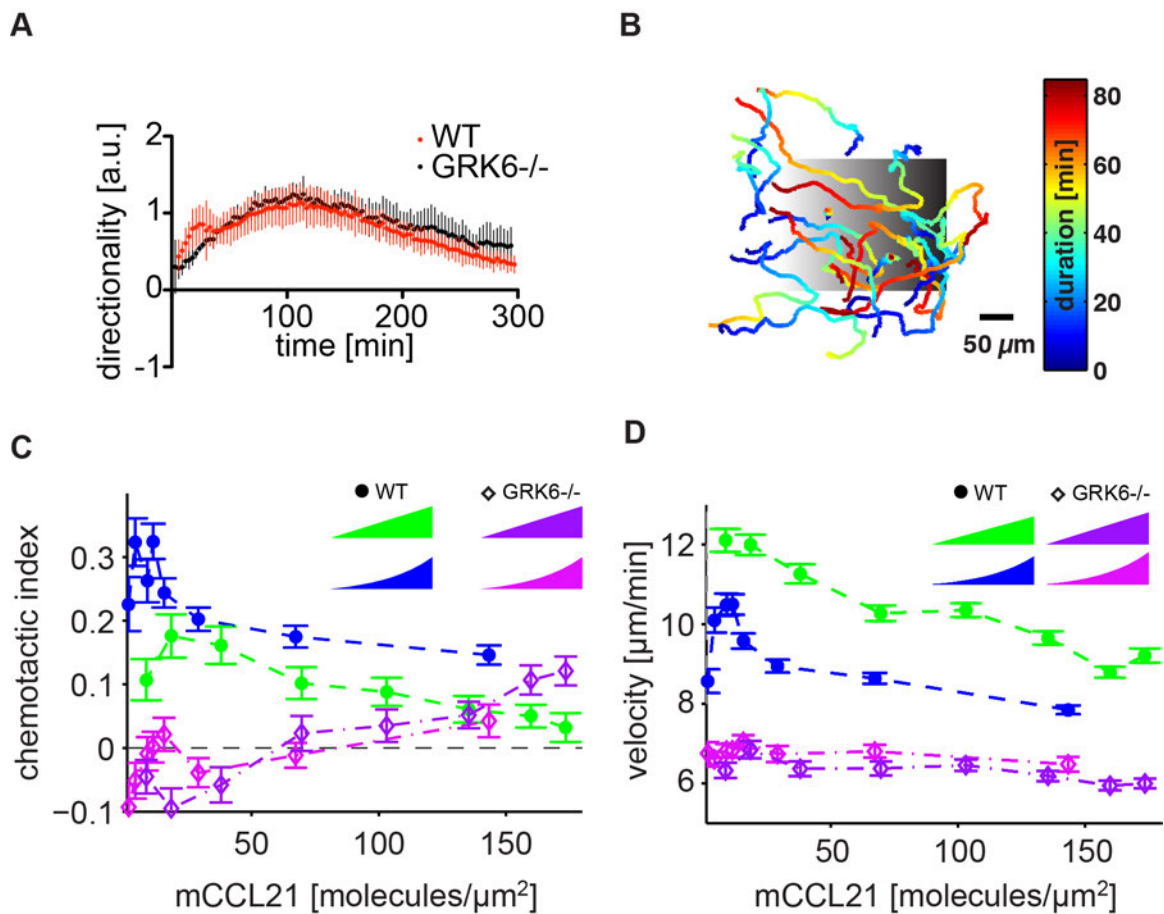 A
directionality [a.u.]
2
1
0
-1
100
200
300
time [min]
WT
GRK6-/-
B
80
60
40
20
0
duration [min]
50 µm
C
WT
GRK6-/-
chemotactic index
0.3
0.2
0.1
0
−0.1
50
100
150
mCCL21 [molecules/µm²]
D
WT
GRK6-/-
velocity [µm/min]
12
10
8
6
50
100
150
mCCL21 [molecules/µm²]